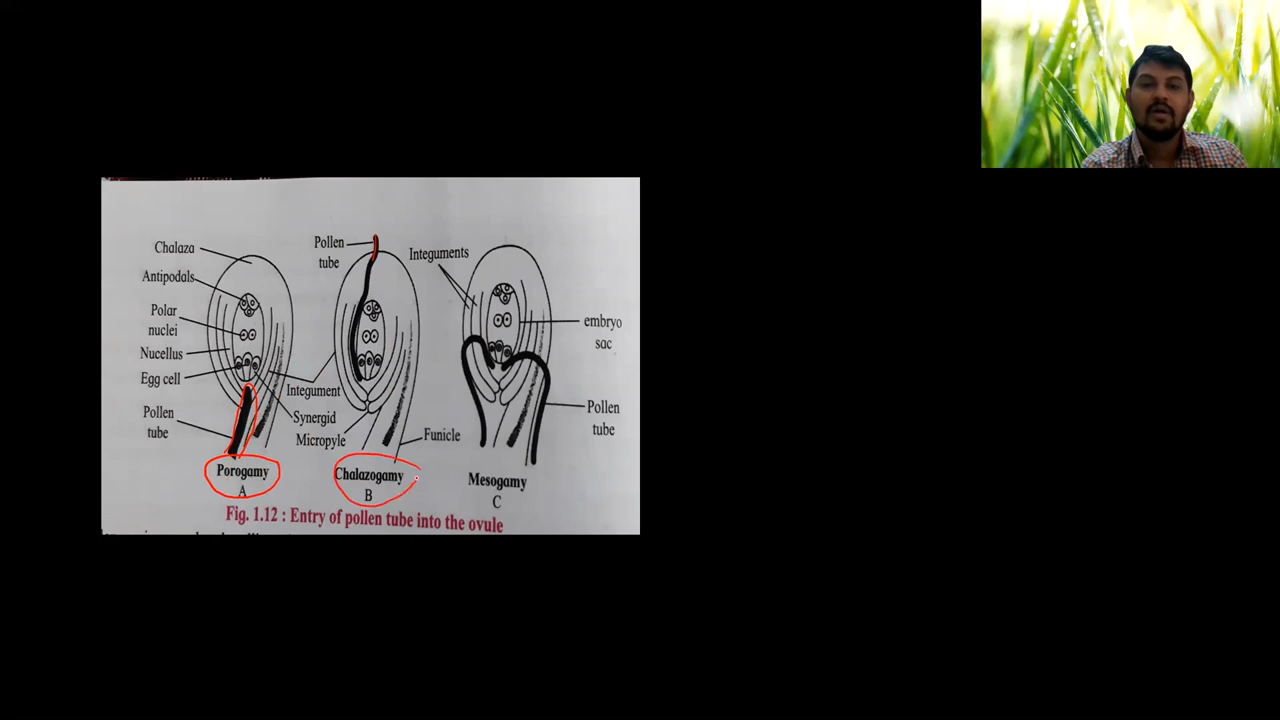 Chalaza
Antipodals
Polar
nuclei
Nucellus
Egg cell
Pollen
tube
Porogamy
A
Pollen
tube
Integument
Synergid
Micropyle
Funicle
Chalazogamy
B
Integuments
embryo
sac
Pollen
tube
Mesogamy
C
Fig. 1.12 : Entry of pollen tube into the ovule